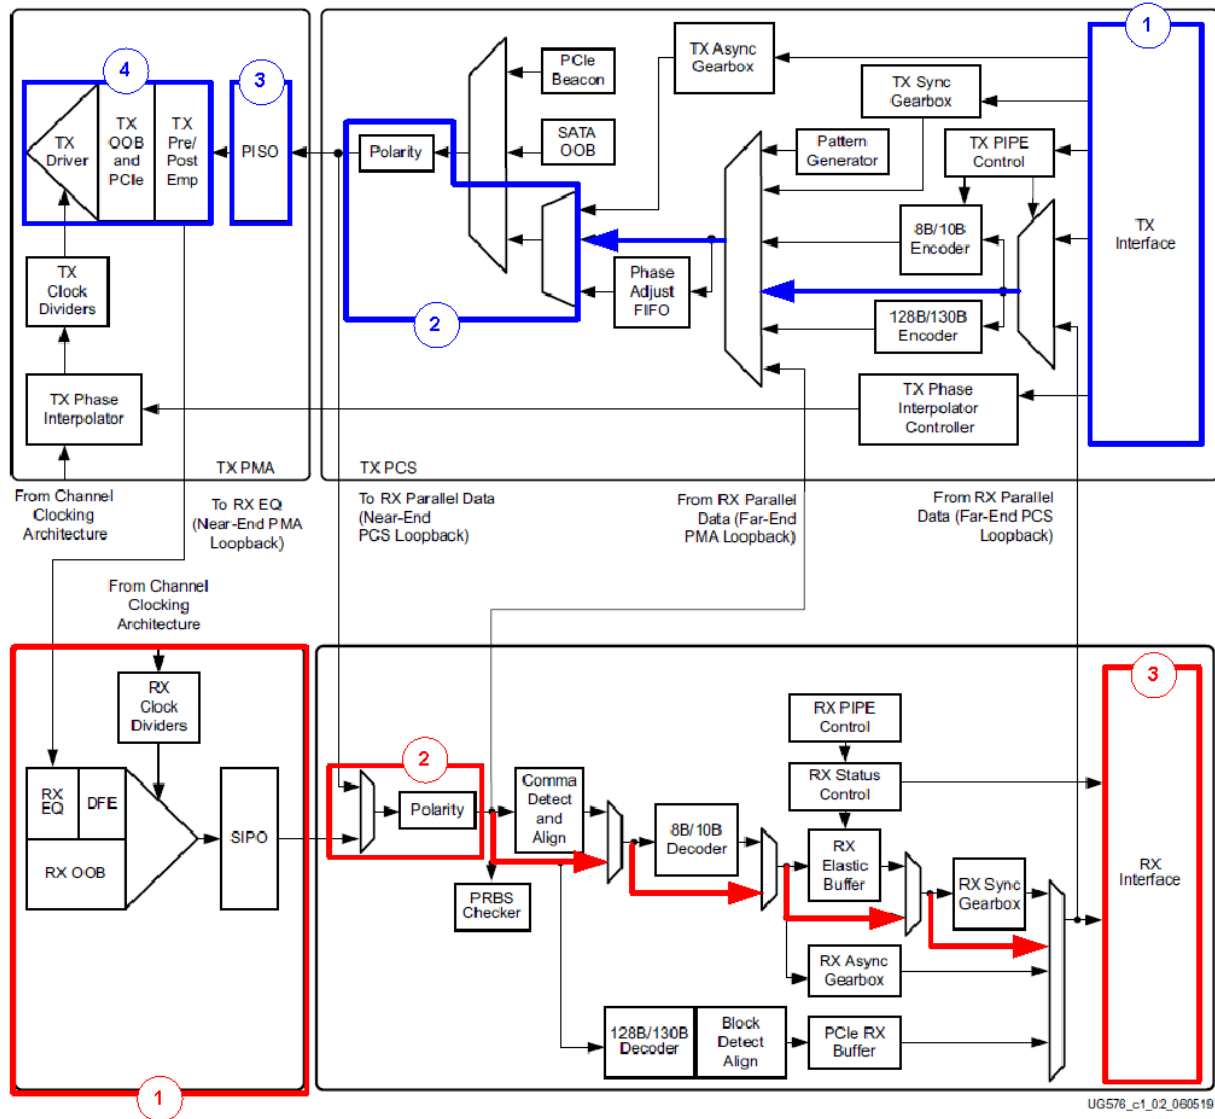 1
4
3
TX Async
Gearbox
PCIe
Beacon
TX Sync
Gearbox
TX
Driver
TX
OOB
and
PCIe
TX
Pre/
Post
Emp
PISO
Polarity
SATA
OOB
Pattern
Generator
TX PIPE
Control
TX
Interface
8B/10B
Encoder
TX
Clock
Dividers
Phase
Adjust
FIFO
2
128B/130B
Encoder
TX Phase
Interpolator
TX Phase
Interpolator
Controller
TX PMA
TX PCS
From Channel
Clocking
Architecture
To RX EQ
(Near-End PMA
Loopback)
To RX Parallel Data
(Near-End
PCS Loopback)
From RX Parallel
Data (Far-End
PMA Loopback)
From RX Parallel
Data (Far-End PCS
Loopback)
From Channel
Clocking
Architecture
RX
Clock
Dividers
3
RX PIPE
Control
2
RX
EQ
DFE
RX OOB
SIPO
Polarity
Comma
Detect
and
Align
RX Status
Control
8B/10B
Decoder
RX
Elastic
Buffer
RX Sync
Gearbox
RX
Interface
PRBS
Checker
RX Async
Gearbox
128B/130B
Decoder
Block
Detect
Align
PCIe RX
Buffer
1
UG576_c1_02_060519